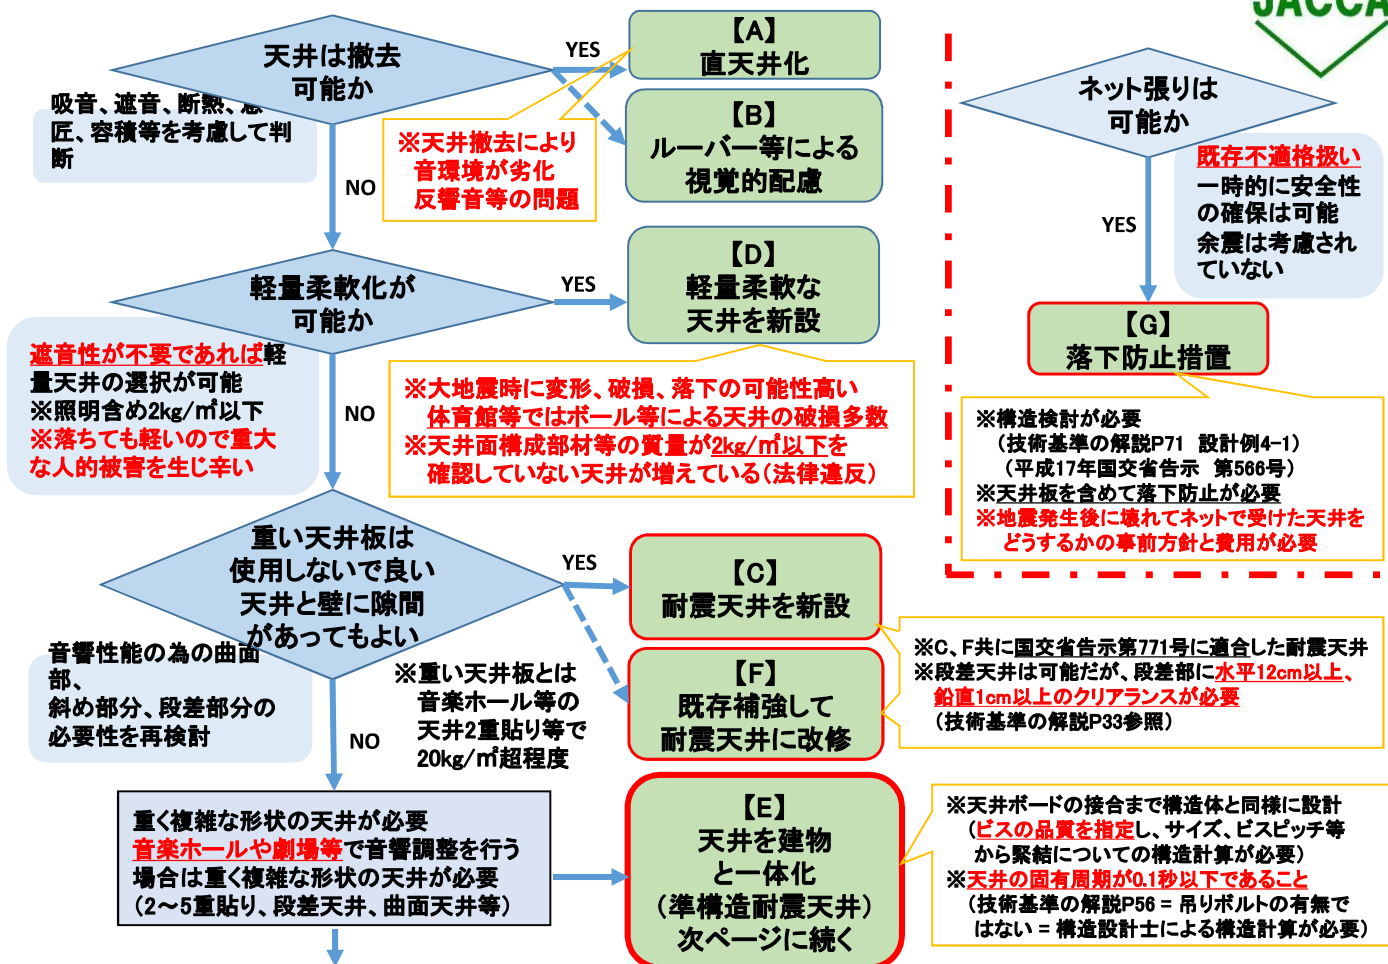 JACCA
天井は撤去
可能か
YES
【A】
直天井化
吸音、遮音、断熱、意
匠、容積等を考慮して判
断
NO
※天井撤去により
音環境が劣化
反響音等の問題
【B】
ルーバー等による
視覚的配慮
軽量柔軟化が
可能か
YES
【D】
軽量柔軟な
天井を新設
遮音性が不要であれば軽
量天井の選択が可能
※照明含め2kg/㎡以下
※落ちても軽いので重大
な人的被害を生じ辛い
NO
※大地震時に変形、破損、落下の可能性高い
体育館等ではボール等による天井の破損多数
※天井面構成部材等の質量が2kg/㎡以下を
確認していない天井が増えている(法律違反)
重い天井板は
使用しないで良い
天井と壁に隙間
があってもよい
YES
【C】
耐震天井を新設
音響性能の為の曲面
部、
斜め部分、段差部分の
必要性を再検討
NO
※重い天井板とは
音楽ホール等の
天井2重貼り等で
20kg/㎡超程度
【F】
既存補強して
耐震天井に改修
※C、F共に国交省告示第771号に適合した耐震天井
※段差天井は可能だが、段差部に水平12cm以上、
鉛直1cm以上のクリアランスが必要
(技術基準の解説P33参照)
重く複雑な形状の天井が必要
音楽ホールや劇場等で音響調整を行う
場合は重く複雑な形状の天井が必要
(2～5重貼り、段差天井、曲面天井等)
【E】
天井を建物
と一体化
(準構造耐震天井)
次ページに続く
※天井ボードの接合まで構造体と同様に設計
(ビスの品質を指定し、サイズ、ビスピッチ等
から緊結についての構造計算が必要)
※天井の固有周期が0.1秒以下であること
(技術基準の解説P56 = 吊りボルトの有無で
はない = 構造設計士による構造計算が必要)
ネット張りは
可能か
既存不適格扱い
一時的に安全性
の確保は可能
余震は考慮され
ていない
YES
【G】
落下防止措置
※構造検討が必要
(技術基準の解説P71 設計例4-1)
(平成17年国交省告示 第566号)
※天井板を含めて落下防止が必要
※地震発生後に壊れてネットで受けた天井を
どうするかの事前方針と費用が必要